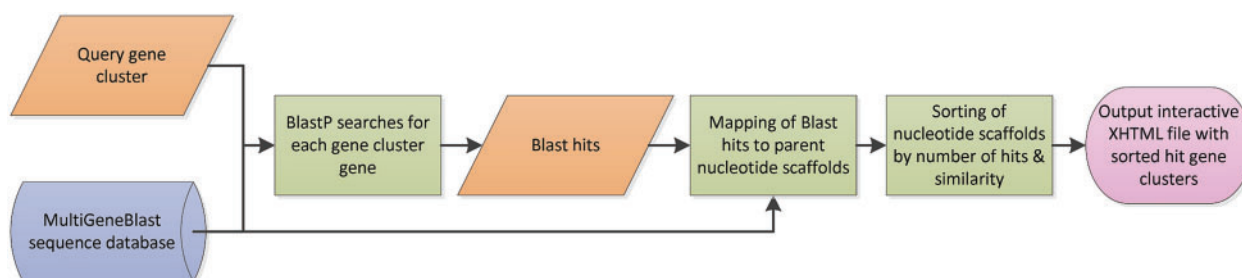 Query gene
cluster
MultiGeneBlast
sequence database
BlastP searches for
each gene cluster
gene
Blast hits
Mapping of Blast
hits to parent
nucleotide scaffolds
Sorting of
nucleotide scaffolds
by number of hits &
similarity
Output interactive
XHTML file with
sorted hit gene
clusters